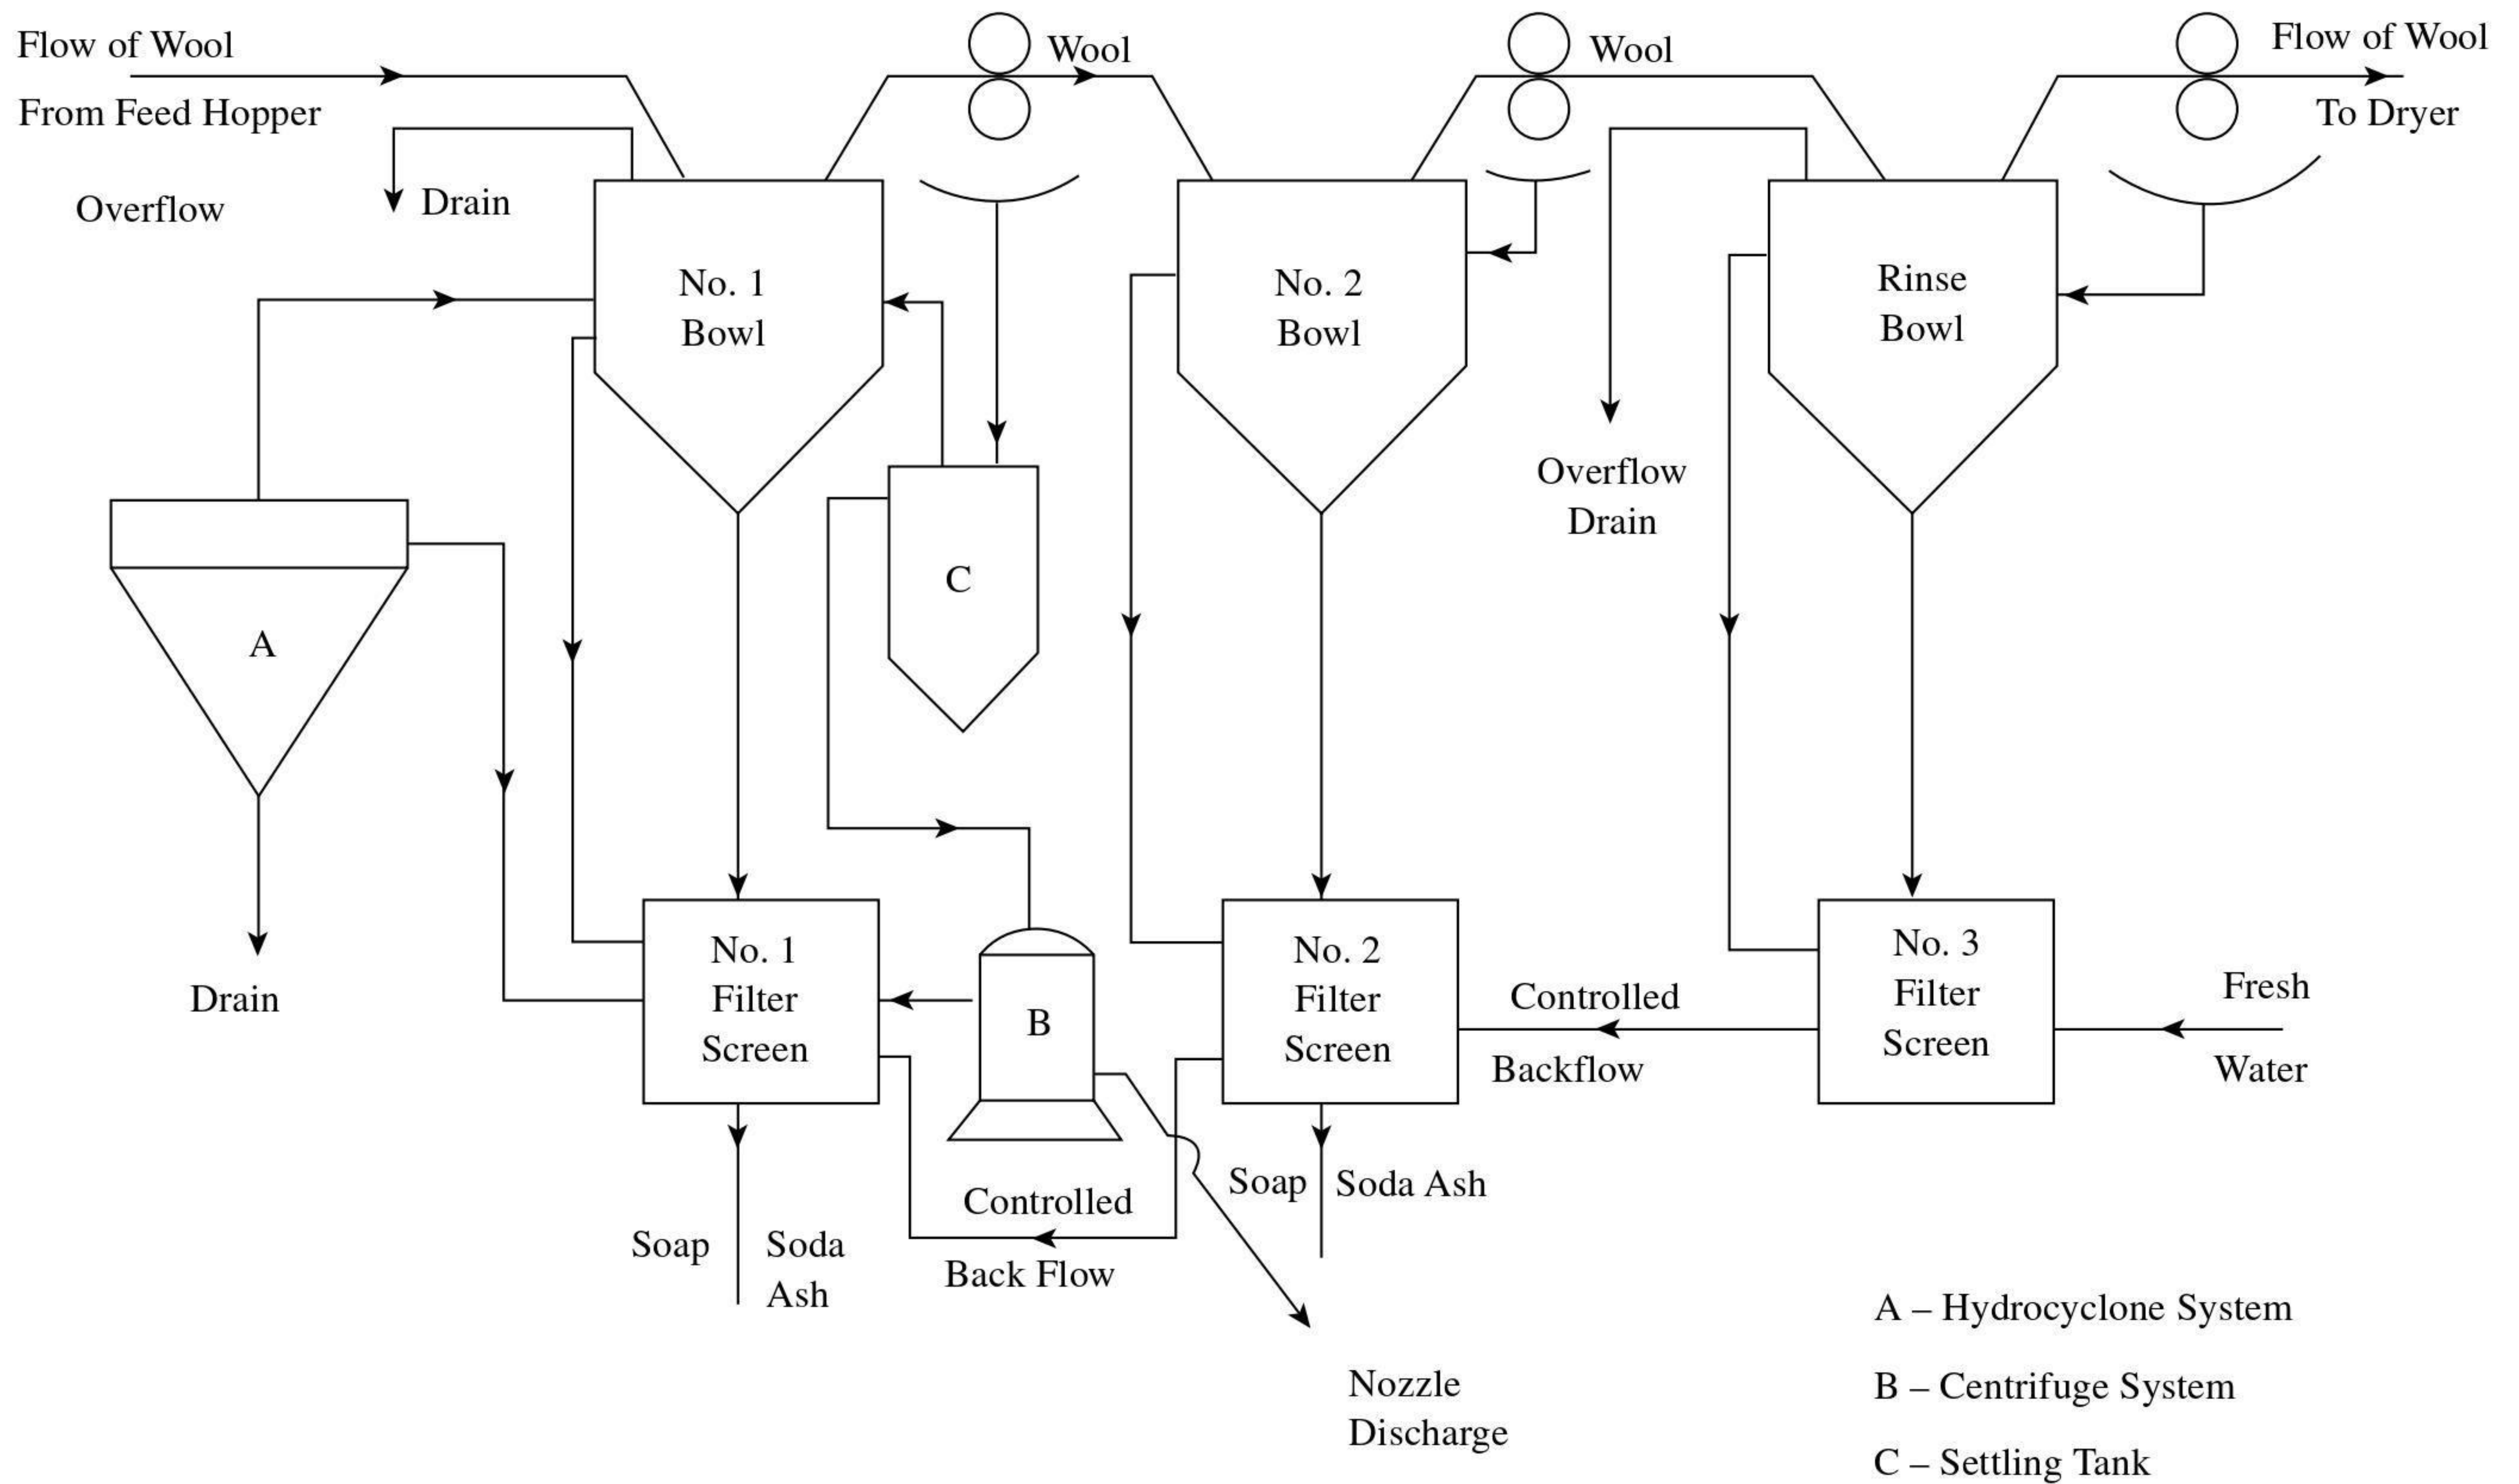 Flow of Wool
From Feed Hopper
Overflow
Drain
Wool
Wool
Flow of Wool
To Dryer
No. 1
Bowl
No. 2
Bowl
Rinse
Bowl
Overflow
Drain
A
C
Drain
No. 1
Filter
Screen
B
No. 2
Filter
Screen
Controlled
Backflow
No. 3
Filter
Screen
Fresh
Water
Soap
Soda
Ash
Controlled
Back Flow
Soap
Soda Ash
Nozzle
Discharge
A – Hydrocyclone System
B – Centrifuge System
C – Settling Tank